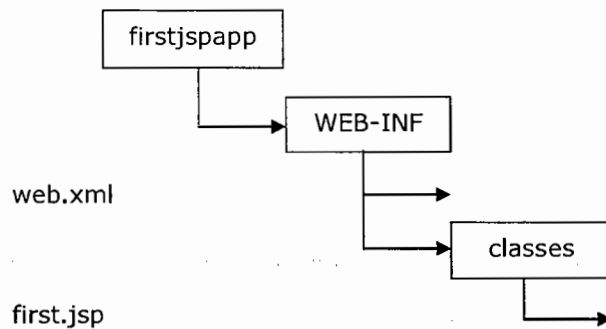 firstjspapp
WEB-INF
web.xml
classes
first.jsp